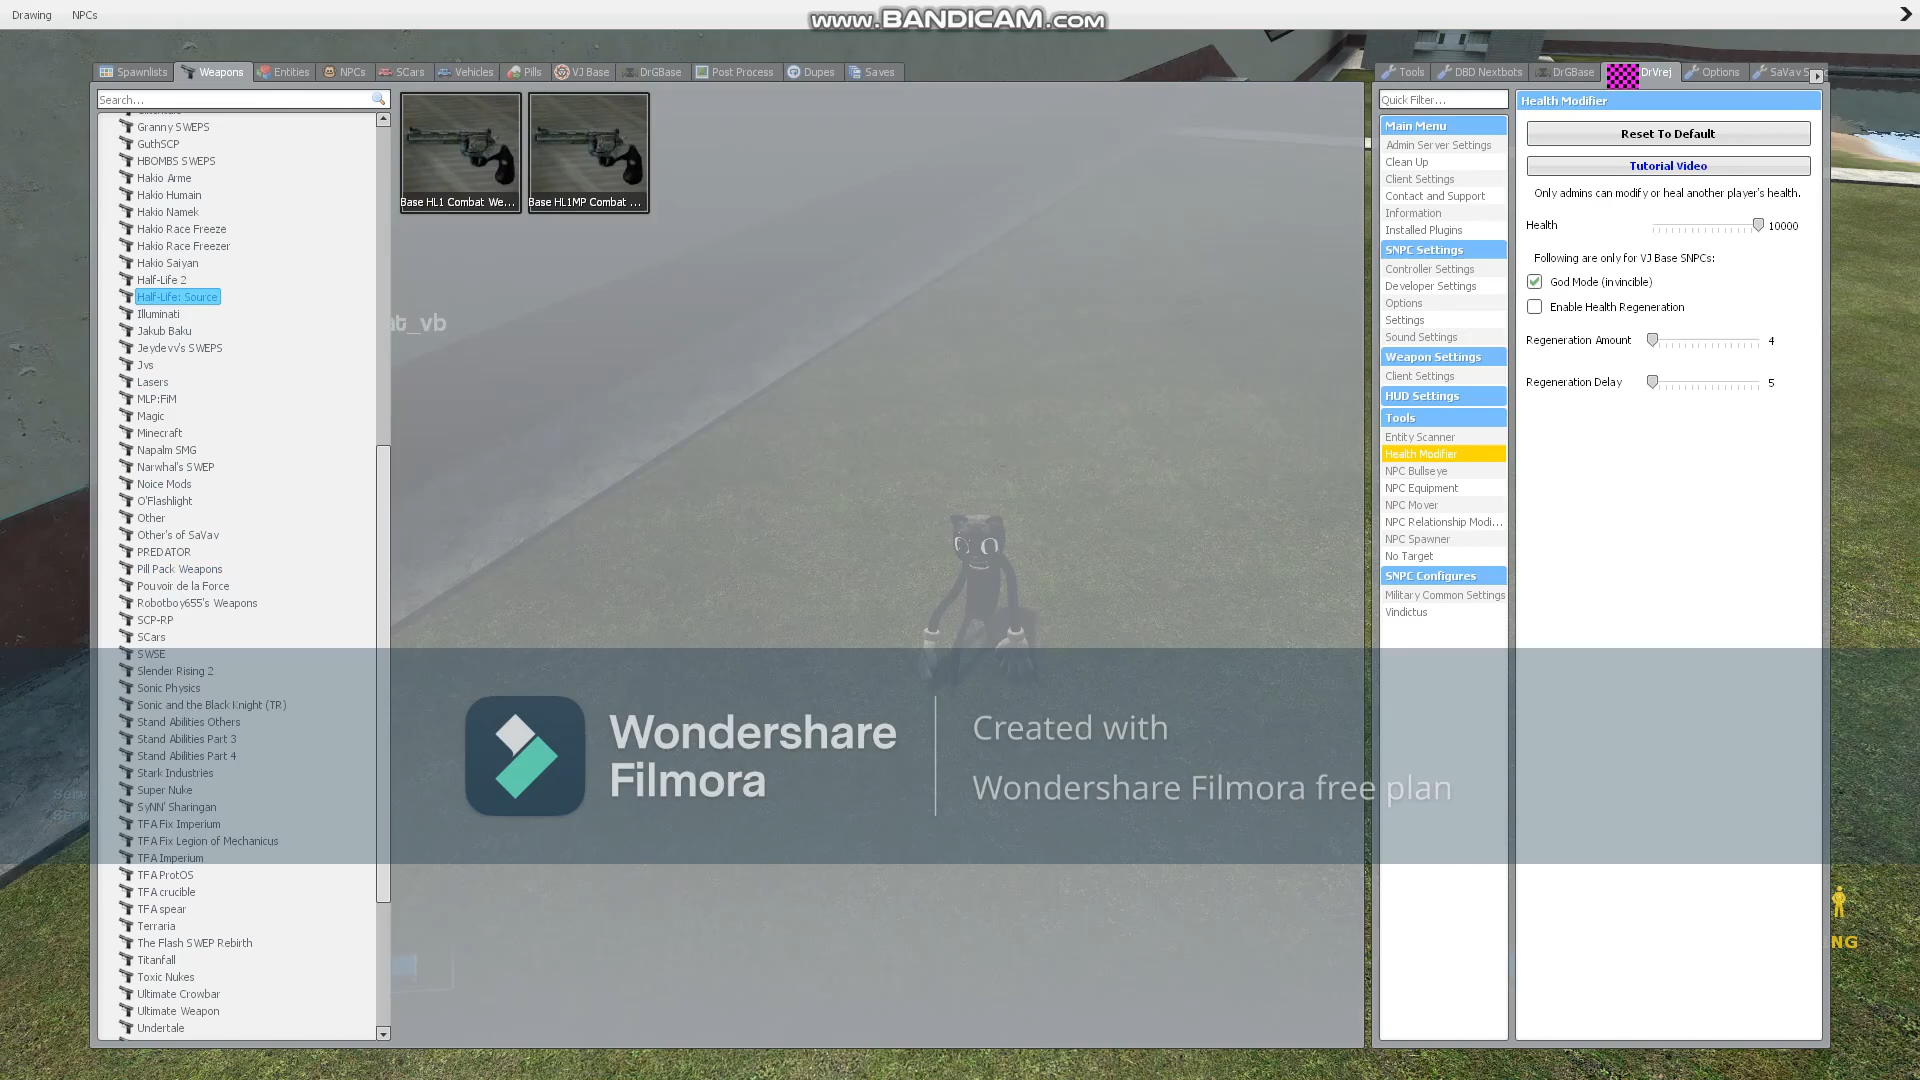 Drawing NPCs
www.BANDICAM.com
Spawnlists Weapons Entities NPCs SCars Vehicles Pills VJ Base DrGBase Post Process Dupes Saves
Tools DBD Nextbots DrGBase DrVrej Options
Search...
Granny SWEPS
GuthSCP
HBOMBS SWEPS
Hakio Arme
Hakio Humain
Hakio Namek
Hakio Race Freeze
Hakio Race Freezer
Hakio Saiyan
Half-Life 2
Half-Life: Source
Illuminati
Jakub Baku
Jeydevv's SWEPS
Jvs
Lasers
MLP:FiM
Magic
Minecraft
Napalm SMG
Narwhal's SWEP
Noice Mods
O'Flashlight
Other
Other's of SaVav
PREDATOR
Pill Pack Weapons
Pouvoir de la Force
Robotboy655's Weapons
SCP-RP
SCars
SWSE
Slender Rising 2
Sonic Physics
Sonic and the Black Knight (TR)
Stand Abilities Others
Stand Abilities Part 3
Stand Abilities Part 4
Stark Industries
Super Nuke
SyNN' Sharingan
TFA Fix Imperium
TFA Fix Legion of Mechanicus
TFA Imperium
TFA ProtOS
TFA crucible
TFA spear
Terraria
The Flash SWEP Rebirth
Titanfall
Toxic Nukes
Ultimate Crowbar
Ultimate Weapon
Undertale
Base HL1 Combat We...
Base HL1MP Combat ...
at_vb
Wondershare
Filmora
Created with
Wondershare Filmora free plan
Quick Filter...
Main Menu
Admin Server Settings
Clean Up
Client Settings
Contact and Support
Information
Installed Plugins
SNPC Settings
Controller Settings
Developer Settings
Options
Settings
Sound Settings
Weapon Settings
Client Settings
HUD Settings
Tools
Entity Scanner
Health Modifier
NPC Bullseye
NPC Equipment
NPC Mover
NPC Relationship Modi...
NPC Spawner
No Target
SNPC Configures
Military Common Settings
Vindictus
Health Modifier
Reset To Default
Tutorial Video
Only admins can modify or heal another player's health.
Health 10000
Following are only for VJ Base SNPCs:
God Mode (invincible)
Enable Health Regeneration
Regeneration Amount 4
Regeneration Delay 5
NG